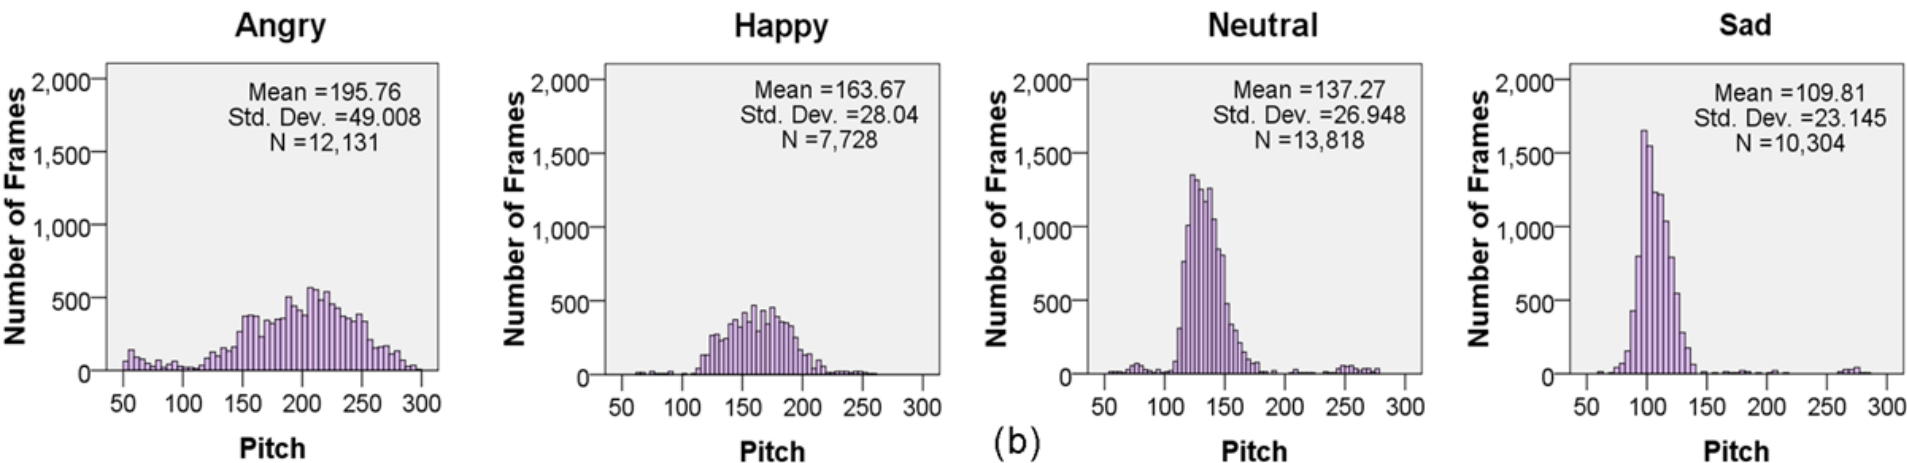 Angry
Happy
Neutral
Sad
Number of Frames
2,000
1,500
1,000
500
0
Mean =195.76
Std. Dev. =49.008
N =12,131
50 100 150 200 250 300
Pitch
Number of Frames
2,000
1,500
1,000
500
0
Mean =163.67
Std. Dev. =28.04
N =7,728
50 100 150 200 250 300
Pitch
(b)
Number of Frames
2,000
1,500
1,000
500
0
Mean =137.27
Std. Dev. =26.948
N =13,818
50 100 150 200 250 300
Pitch
Number of Frames
2,000
1,500
1,000
500
0
Mean =109.81
Std. Dev. =23.145
N =10,304
50 100 150 200 250 300
Pitch